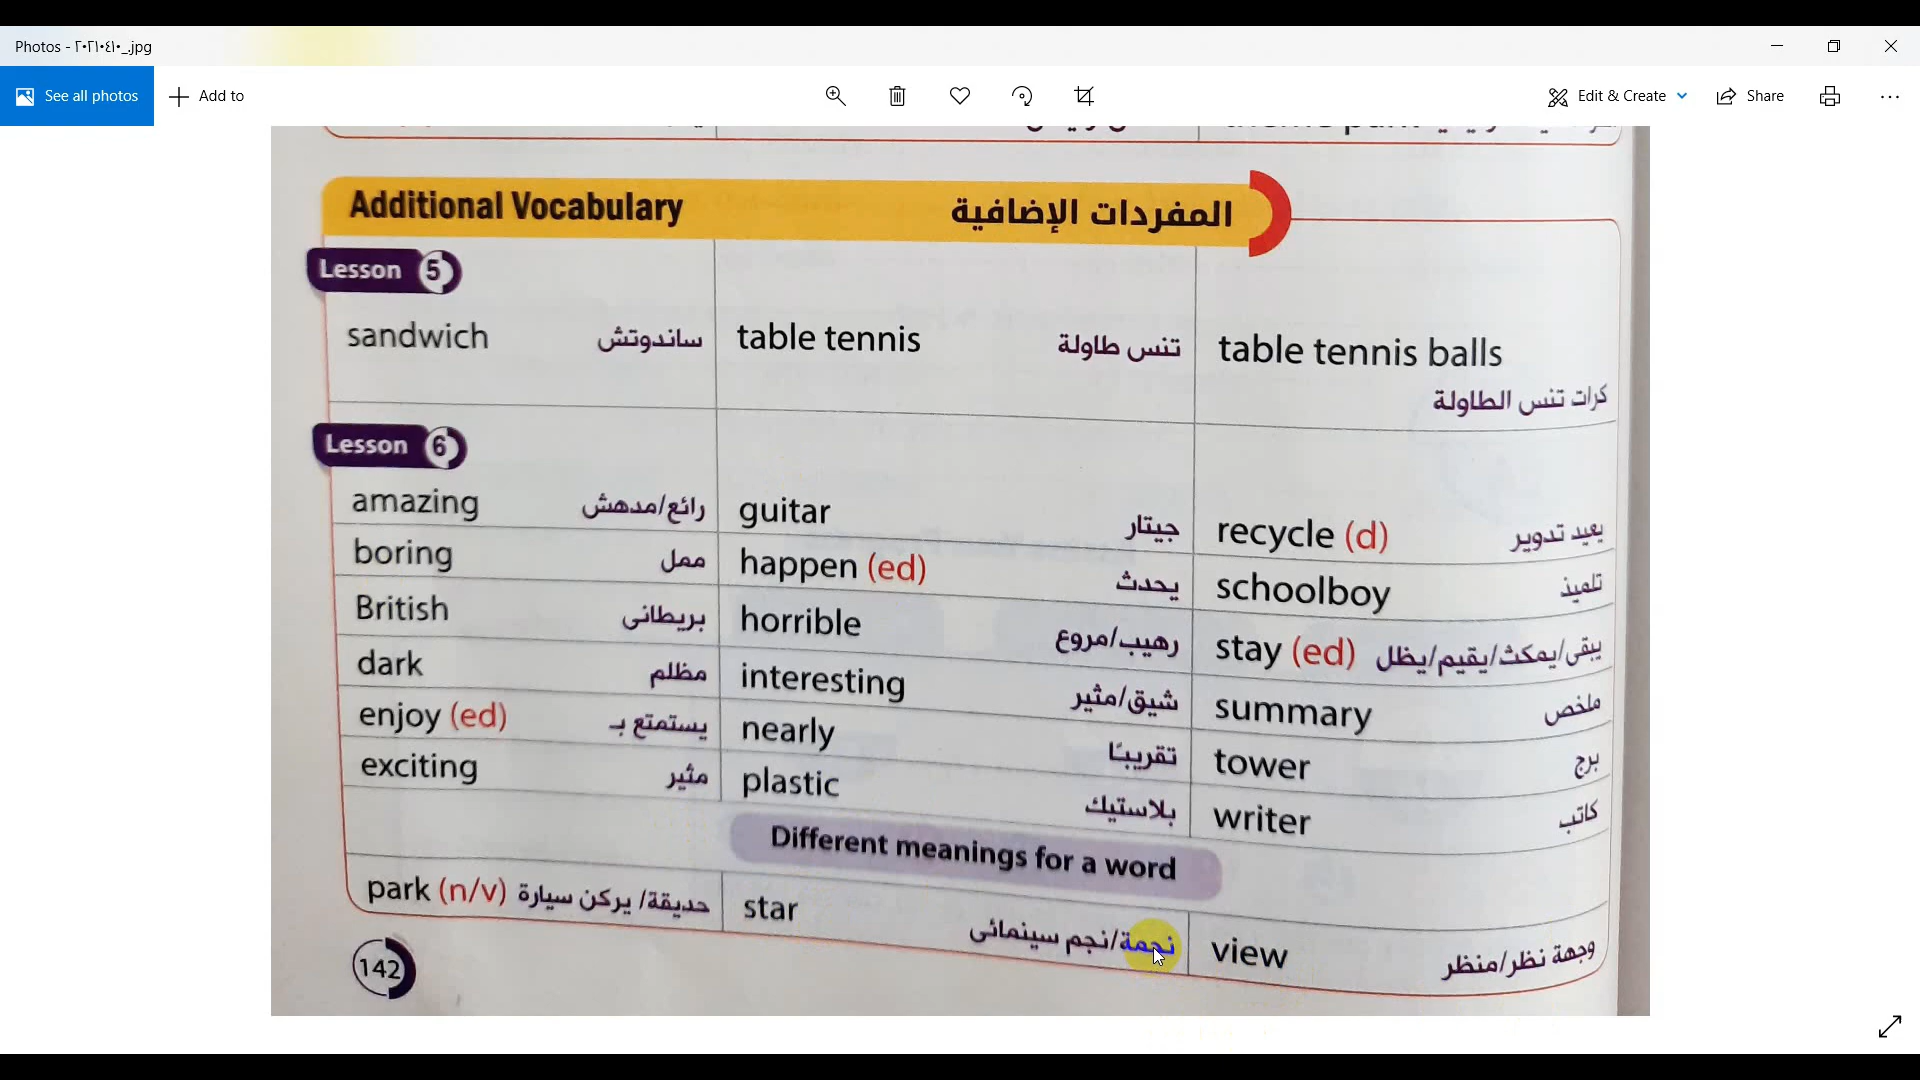 Photos - ٢٠٢١٠٤١٠_.jpg
See all photos
Add to
Edit & Create
Share
theme park
Additional Vocabulary المفردات الإضافية
Lesson 5
sandwich ساندوتش table tennis تنس طاولة table tennis balls
كرات تنس الطاولة
Lesson 6
amazing رائع/مدهش guitar جيتار recycle (d) يعيد تدوير
boring ممل happen (ed) يحدث schoolboy تلميذ
British بريطانى horrible رهيب/مروع stay (ed) يبقى/يمكث/يقيم/يظل
dark مظلم interesting شيق/مثير summary ملخص
enjoy (ed) يستمتع بـ nearly تقريبًا tower برج
exciting مثير plastic بلاستيك writer كاتب
Different meanings for a word
park (n/v) حديقة/ يركن سيارة star نجمة/نجم سينمائى view وجهة نظر/منظر
142